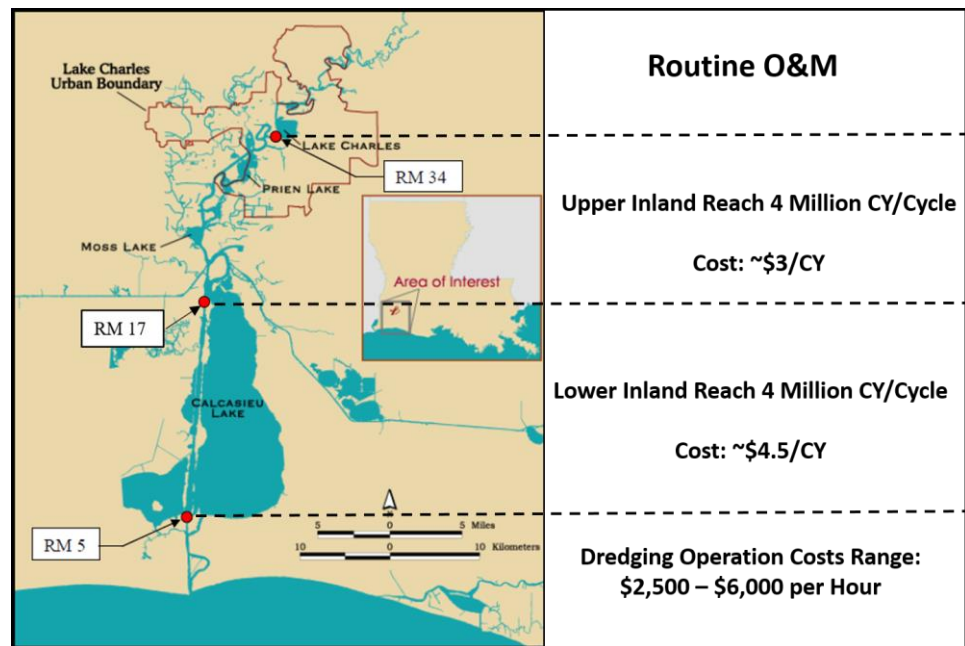 Lake Charles
Urban Boundary
LAKE CHARLES
RM 34
PRIEN LAKE
MOSS LAKE
Area of Interest
RM 17
CALCASIEU
LAKE
N
5 0 5 Miles
10 0 10 Kilometers
RM 5
Routine O&M
Upper Inland Reach 4 Million CY/Cycle
Cost: ~$3/CY
Lower Inland Reach 4 Million CY/Cycle
Cost: ~$4.5/CY
Dredging Operation Costs Range:
$2,500 – $6,000 per Hour